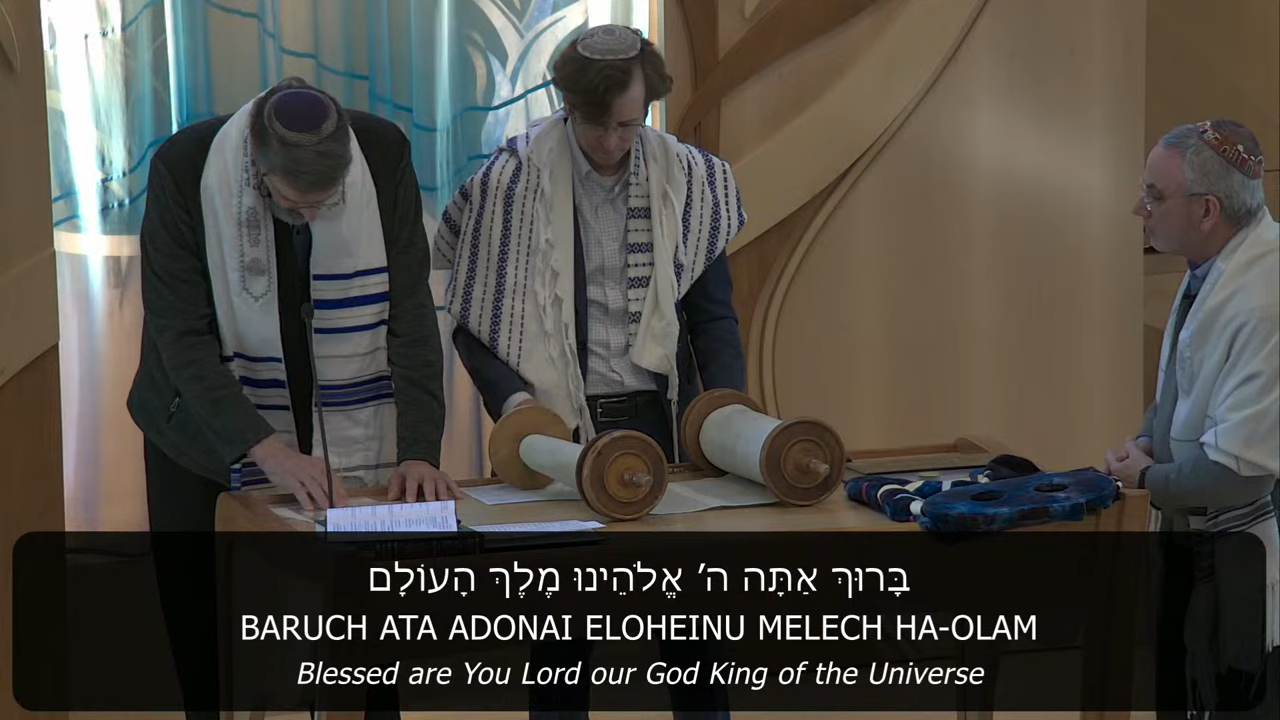 בָּרוּךְ אַתָּה ה׳ אֱלֹהֵינוּ מֶלֶךְ הָעוֹלָם
BARUCH ATA ADONAI ELOHEINU MELECH HA-OLAM
Blessed are You Lord our God King of the Universe